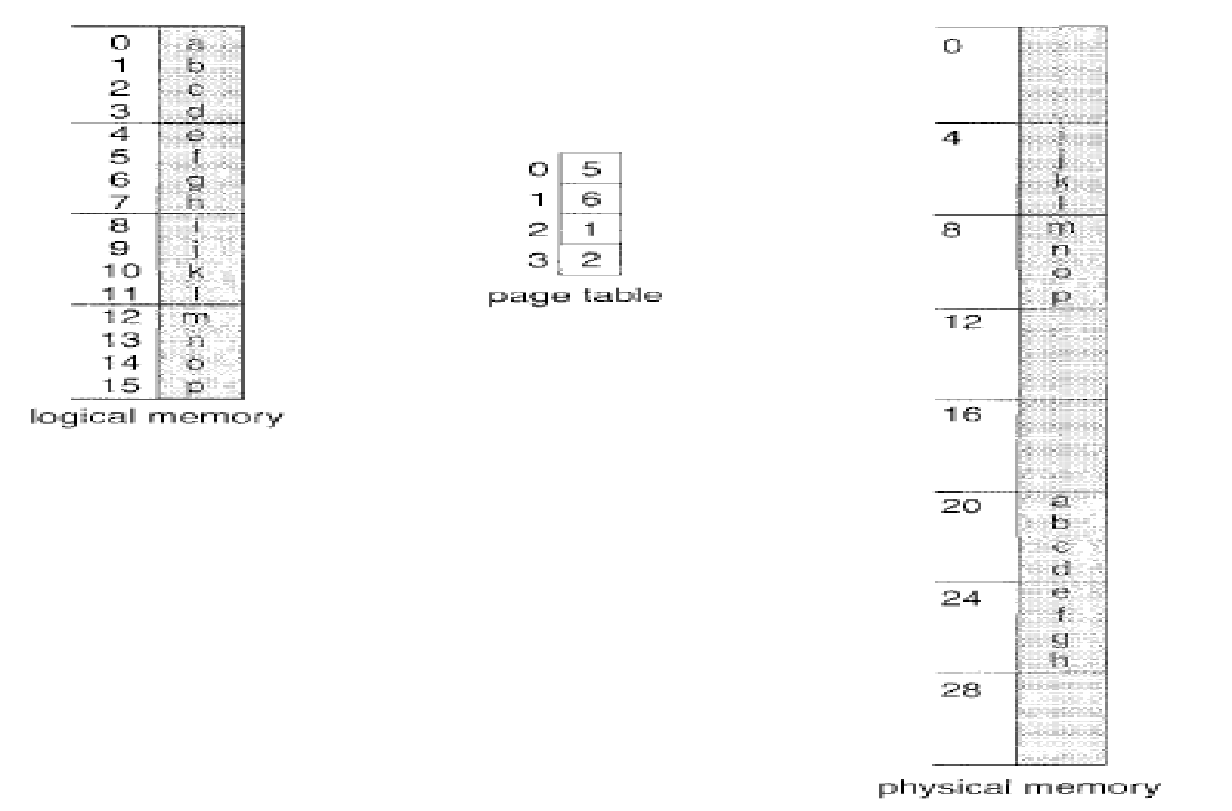 0 a
1 b
2 c
3 d
4 e
5 f
6 g
7 h
8 i
9 j
10 k
11 l
12 m
13 n
14 o
15 p
logical memory
0 5
1 6
2 1
3 2
page table
0
4 i
j
k
l
8 m
n
o
p
12
16
20 a
b
c
d
24 e
f
g
h
28
physical memory